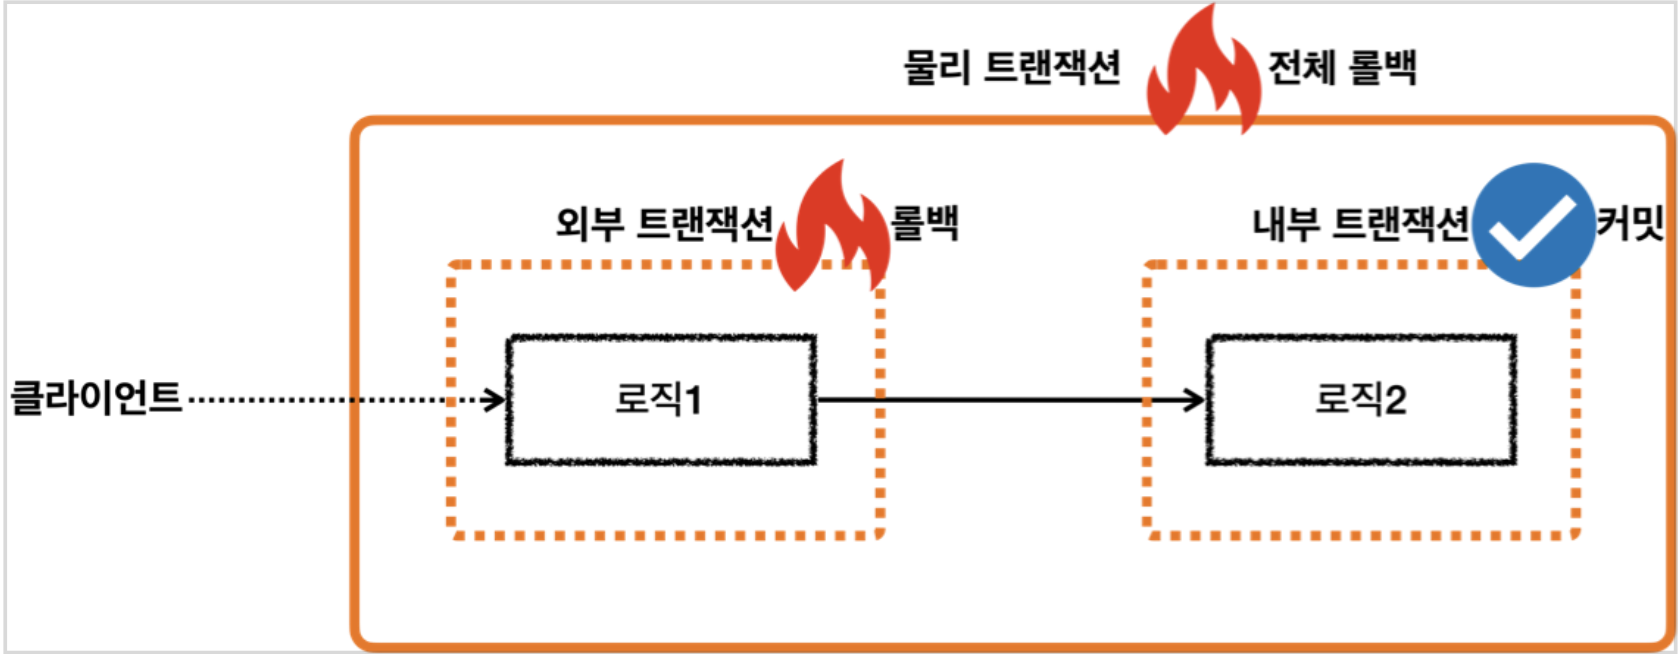 물리 트랜잭션 전체 롤백
외부 트랜잭션 롤백
내부 트랜잭션 커밋
클라이언트
로직1
로직2